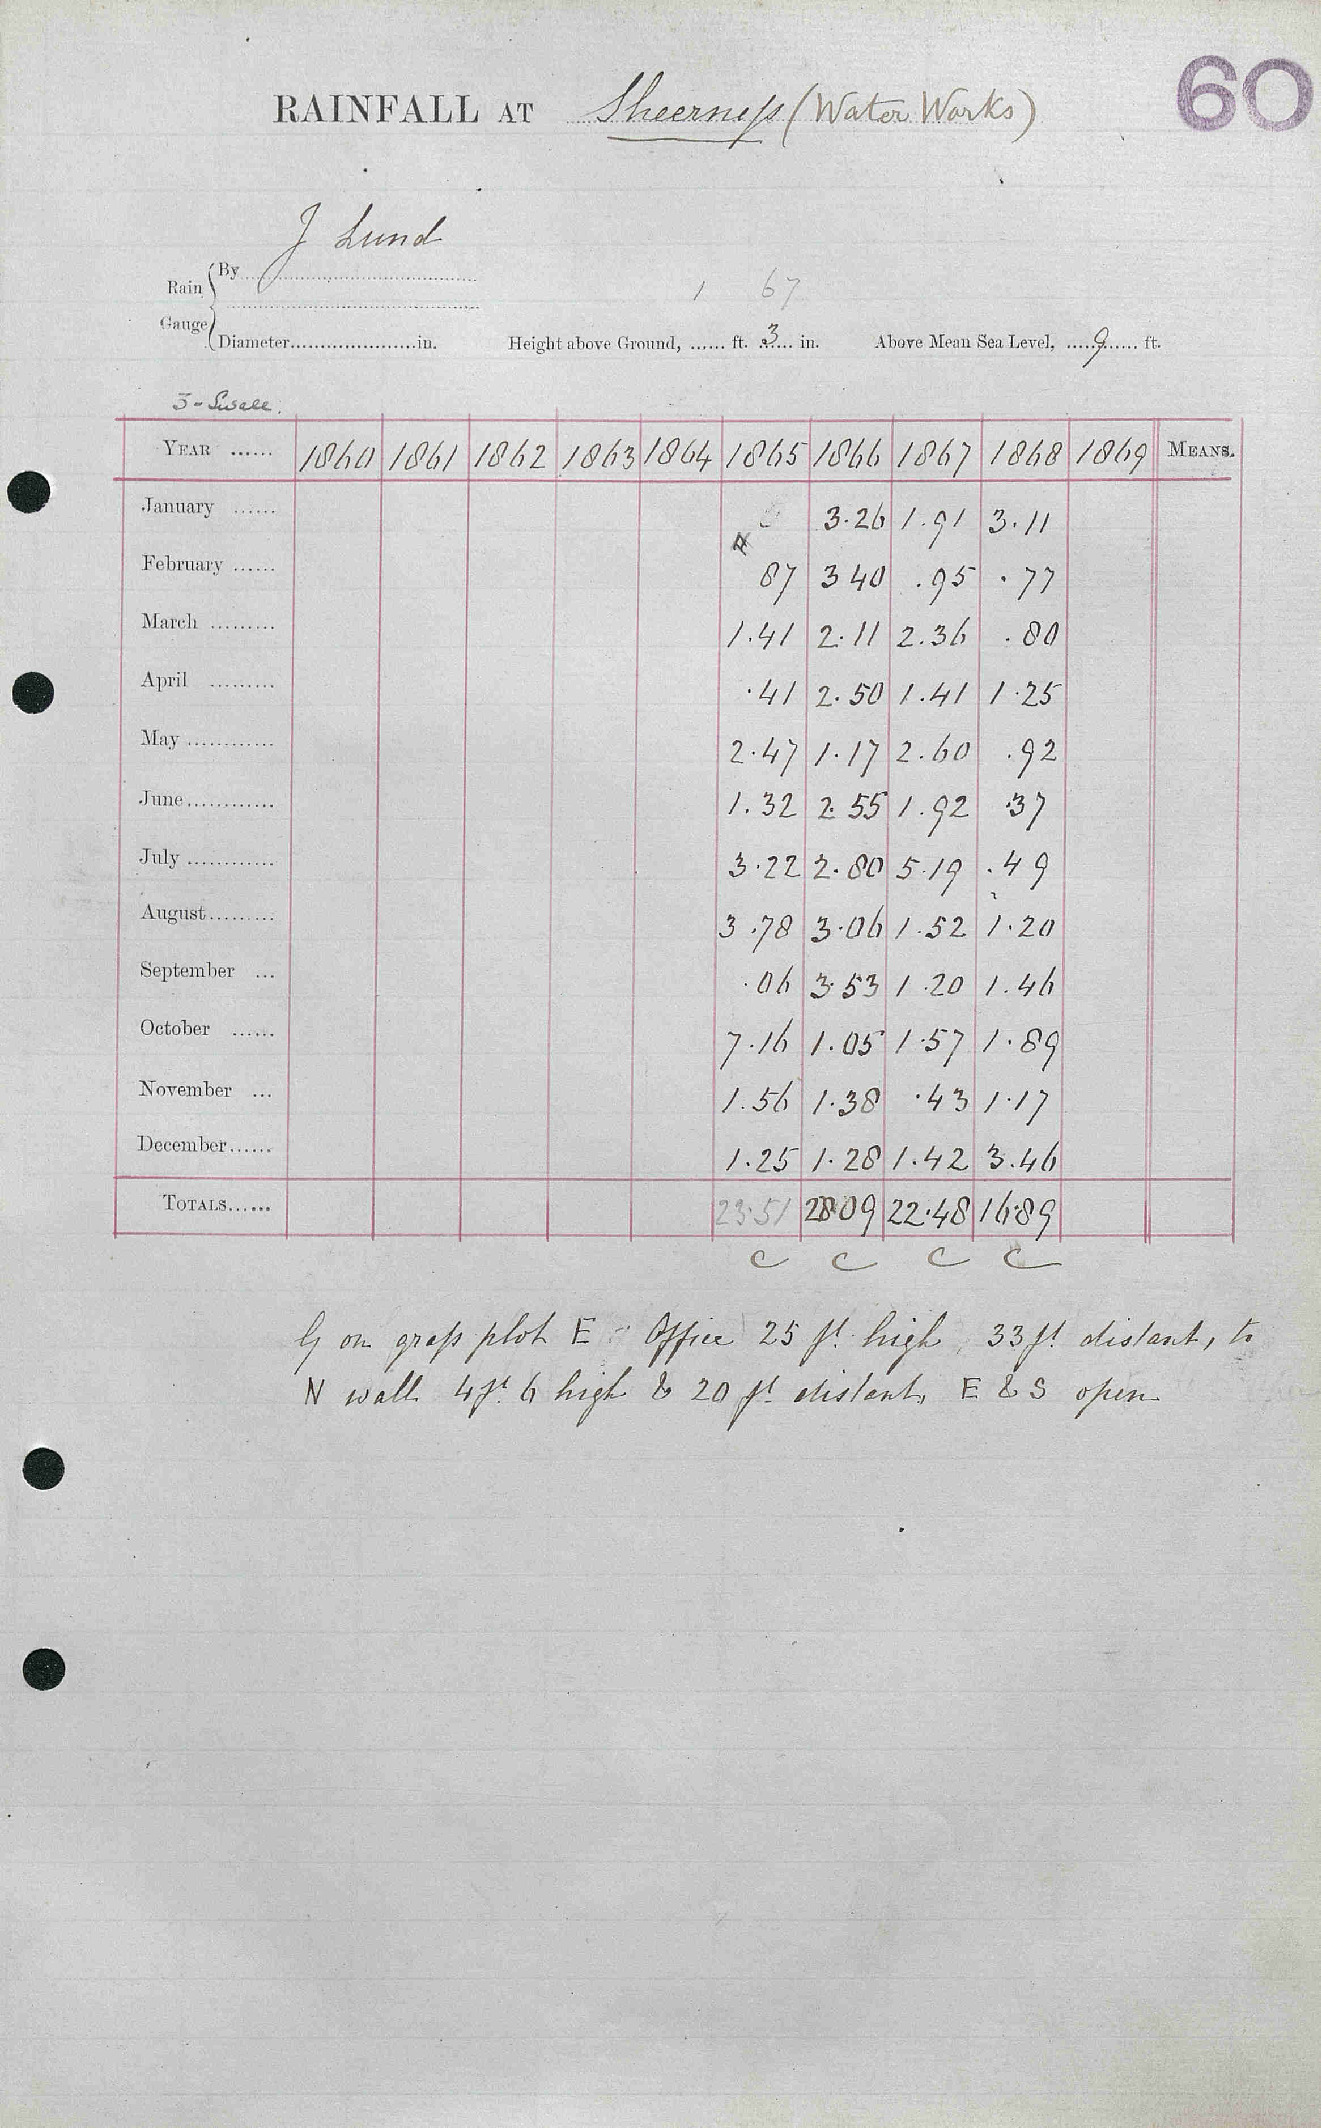 60
RAINFALL AT Sheerness (Water Works)
J Lund
Rain Gauge
By
1 67
Diameter in. Height above Ground, ft. 3 in. Above Mean Sea Level, 9 ft.
YEAR 1860 1861 1862 1863 1864 1865 1866 1867 1868 1869 MEANS.
January 3.26 1.91 3.11
February 87 3 40 .95 .77
March 1.41 2.11 2.36 .80
April .41 2.50 1.41 1.25
May 2.47 1.17 2.60 .92
June 1.32 2.55 1.92 .37
July 3.22 2.80 5.19 .49
August 3.78 3.06 1.52 1.20
September .06 3.53 1.20 1.46
October 7.16 1.05 1.57 1.89
November 1.56 1.38 .43 1.17
December 1.25 1.28 1.42 3.46
TOTALS 23.51 28 09 22.48 16.89
C C C C
G on grass plot E Office 25 ft high, 33 ft distant, to
N wall 4 ft 6 high & 20 ft distant, E & S open